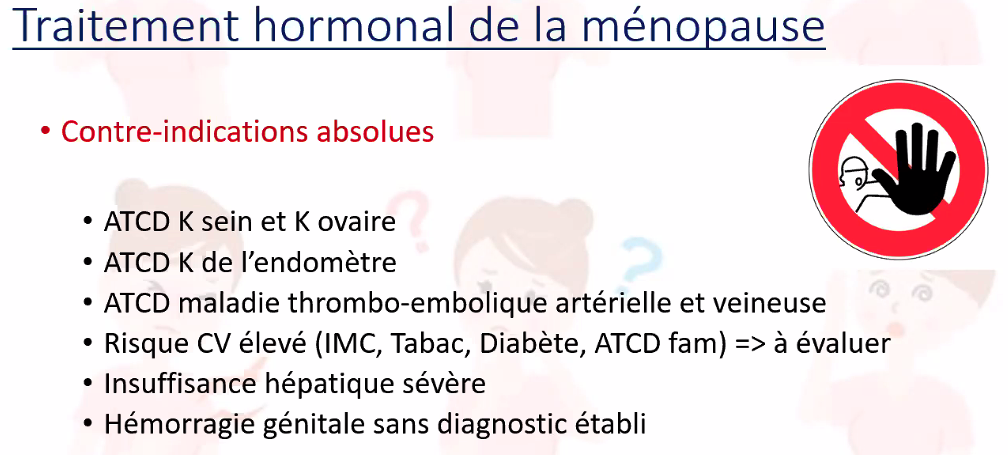 Traitement hormonal de la ménopause
• Contre-indications absolues
• ATCD K sein et K ovaire
• ATCD K de l’endomètre
• ATCD maladie thrombo-embolique artérielle et veineuse
• Risque CV élevé (IMC, Tabac, Diabète, ATCD fam) => à évaluer
• Insuffisance hépatique sévère
• Hémorragie génitale sans diagnostic établi